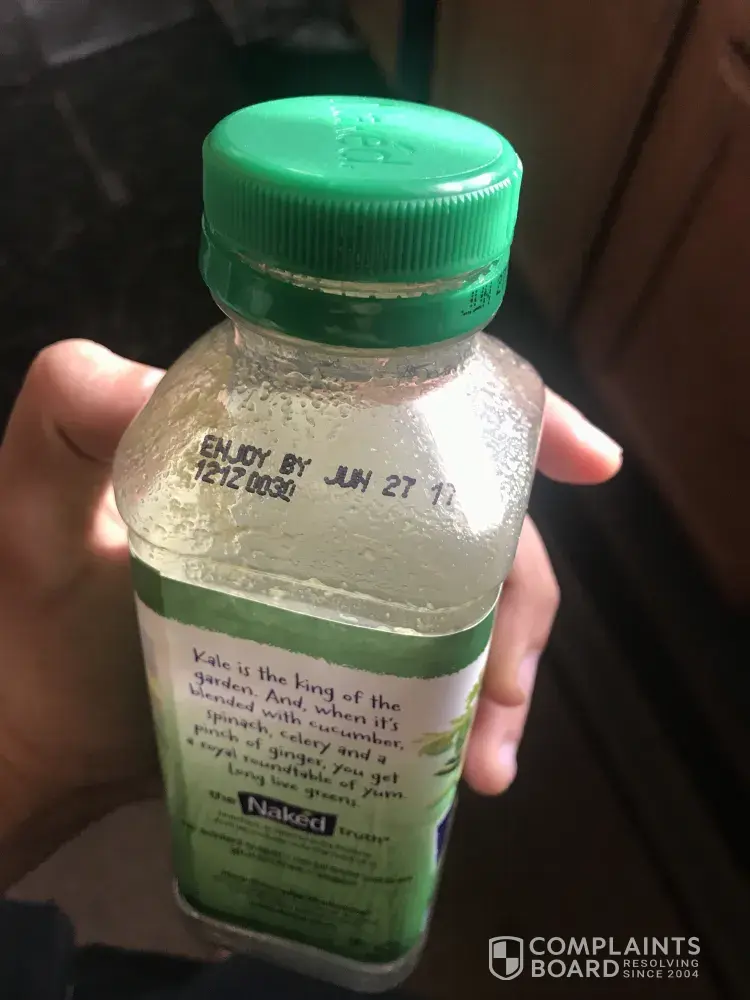 Naked
ENJOY BY JUN 27 17
1212 0030
Kale is the king of the
garden. And, when it's
blended with cucumber,
spinach, celery and a
pinch of ginger, you get
a royal roundtable of yum.
Long live greens.
the Naked truth
COMPLAINTS
BOARD RESOLVING
SINCE 2004